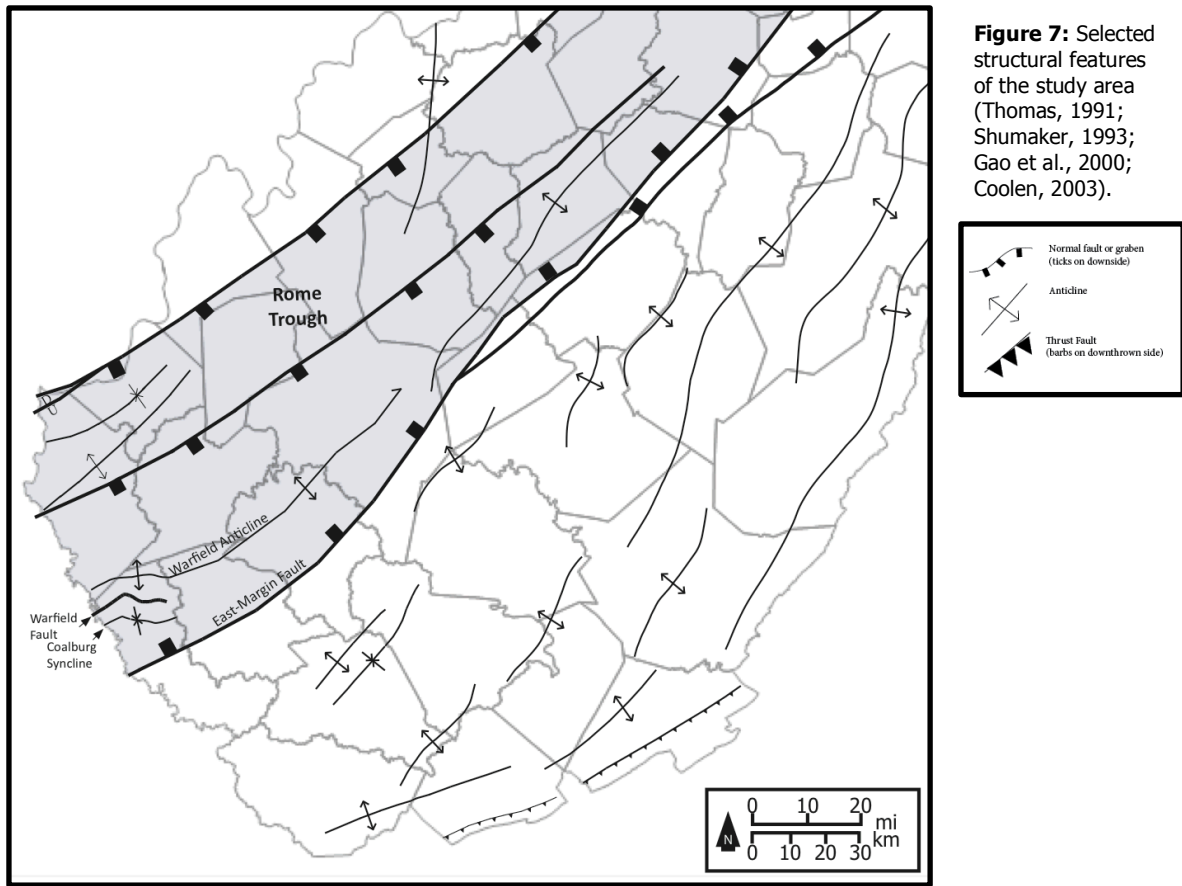 Figure 7: Selected
structural features
of the study area
(Thomas, 1991;
Shumaker, 1993;
Gao et al., 2000;
Coolen, 2003).
Normal fault or graben
(ticks on downside)
Anticline
Thrust Fault
(barbs on downthrown side)
Rome
Trough
Warfield Anticline
East-Margin Fault
Warfield
Fault
Coalburg
Syncline
N
0 10 20
mi
km
0 10 20 30